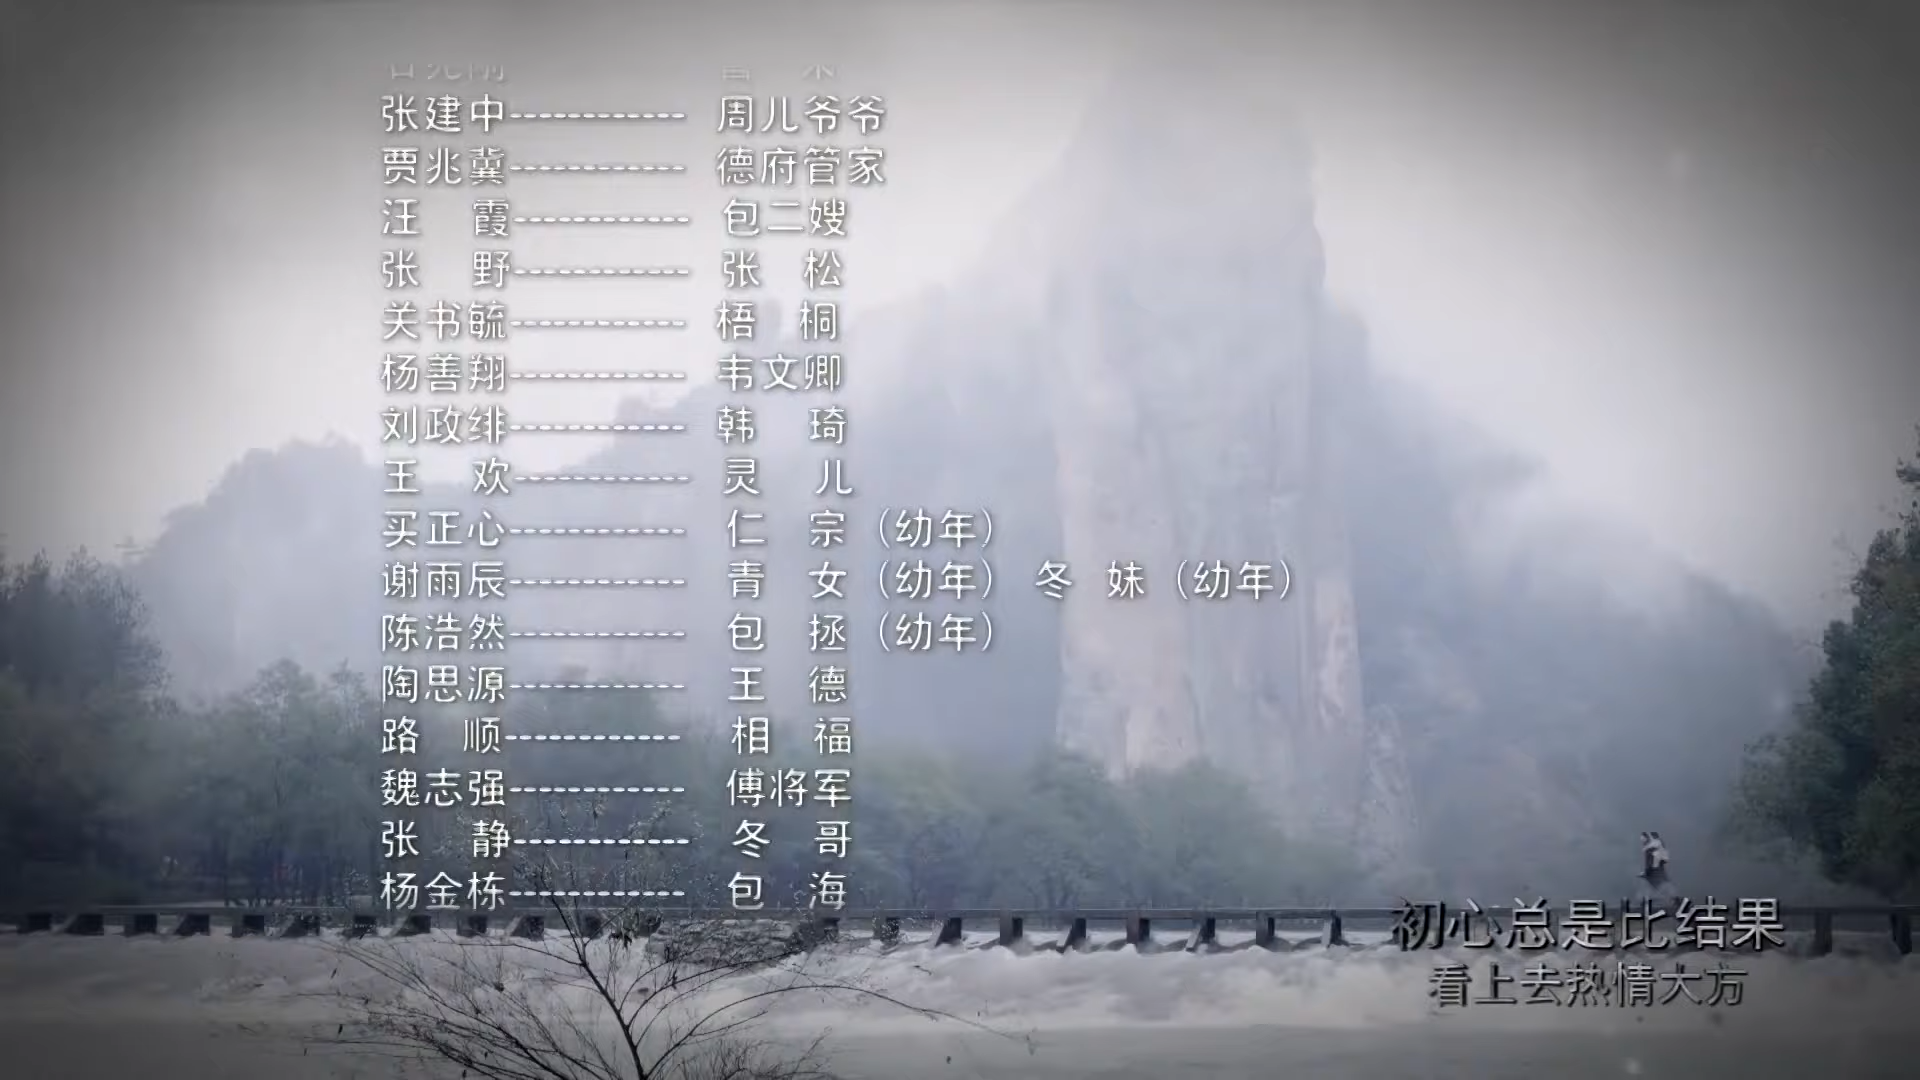 张建中------------ 周儿爷爷
贾兆冀------------ 德府管家
汪 霞------------ 包二嫂
张 野------------ 张 松
关书毓------------ 梧 桐
杨善翔------------ 韦文卿
刘政绯------------ 韩 琦
王 欢------------ 灵 儿
买正心------------ 仁 宗（幼年）
谢雨辰------------ 青 女（幼年） 冬 妹（幼年）
陈浩然------------ 包 拯（幼年）
陶思源------------ 王 德
路 顺------------ 相 福
魏志强------------ 傅将军
张 静------------ 冬 哥
杨金栋------------ 包 海
初心总是比结果
看上去热情大方